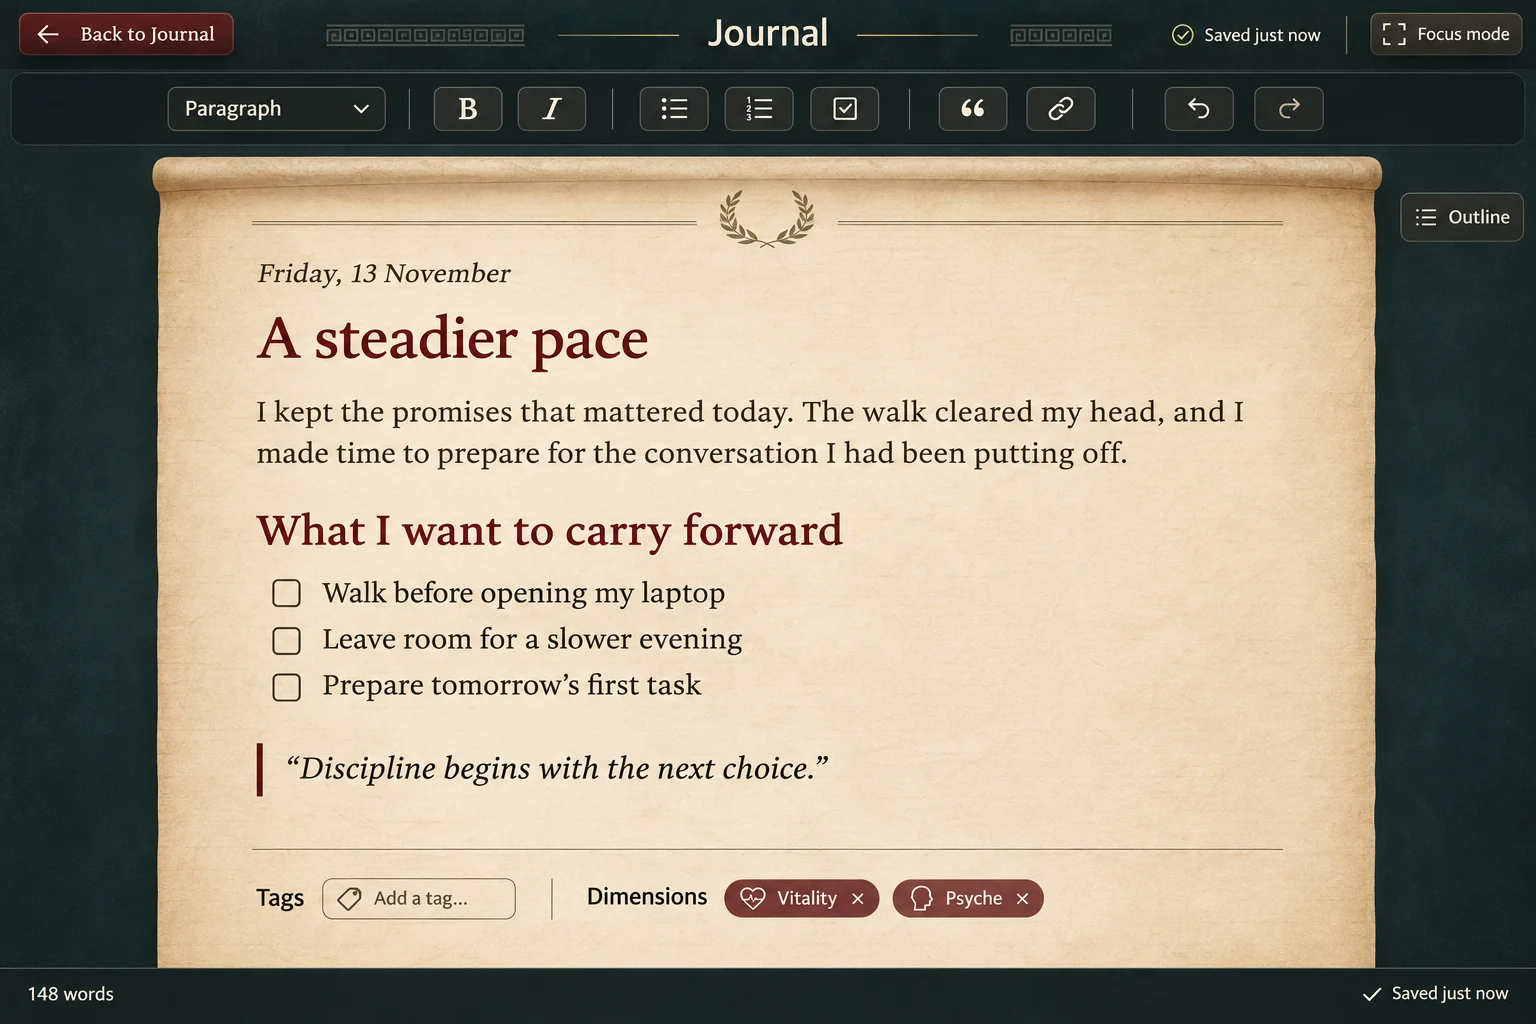 Back to Journal
Journal
Saved just now
Focus mode
Paragraph
B
I
Outline
Friday, 13 November
A steadier pace
I kept the promises that mattered today. The walk cleared my head, and I
made time to prepare for the conversation I had been putting off.
What I want to carry forward
Walk before opening my laptop
Leave room for a slower evening
Prepare tomorrow’s first task
“Discipline begins with the next choice.”
Tags
Add a tag...
Dimensions
Vitality
Psyche
148 words
Saved just now